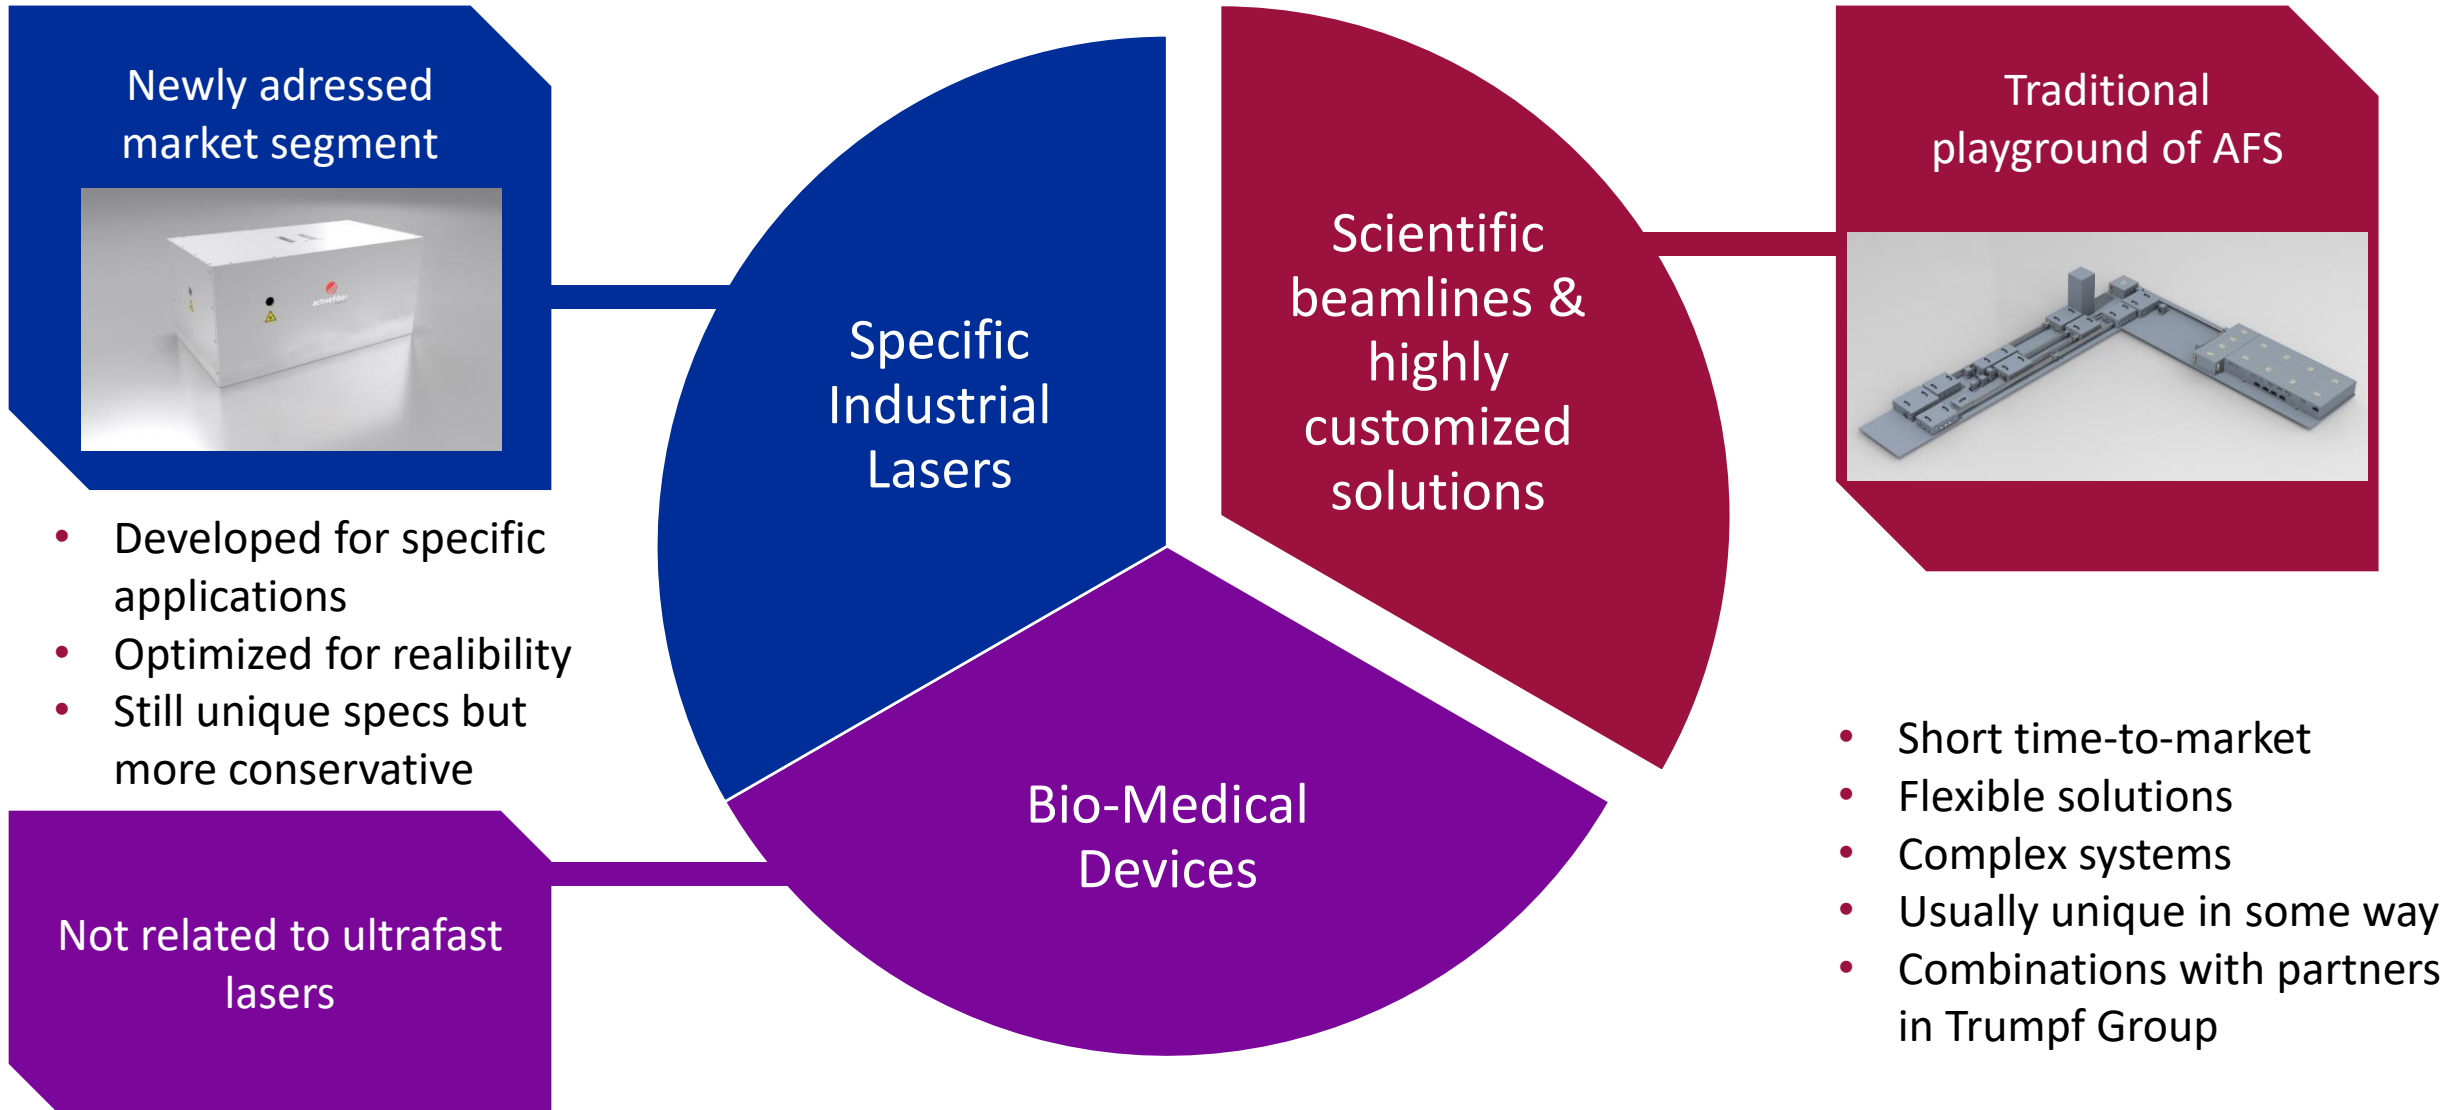 Newly adressed
market segment
activefiber
• Developed for specific
applications
• Optimized for realibility
• Still unique specs but
more conservative
Not related to ultrafast
lasers
Specific
Industrial
Lasers
Scientific
beamlines &
highly
customized
solutions
Bio-Medical
Devices
Traditional
playground of AFS
• Short time-to-market
• Flexible solutions
• Complex systems
• Usually unique in some way
• Combinations with partners
in Trumpf Group